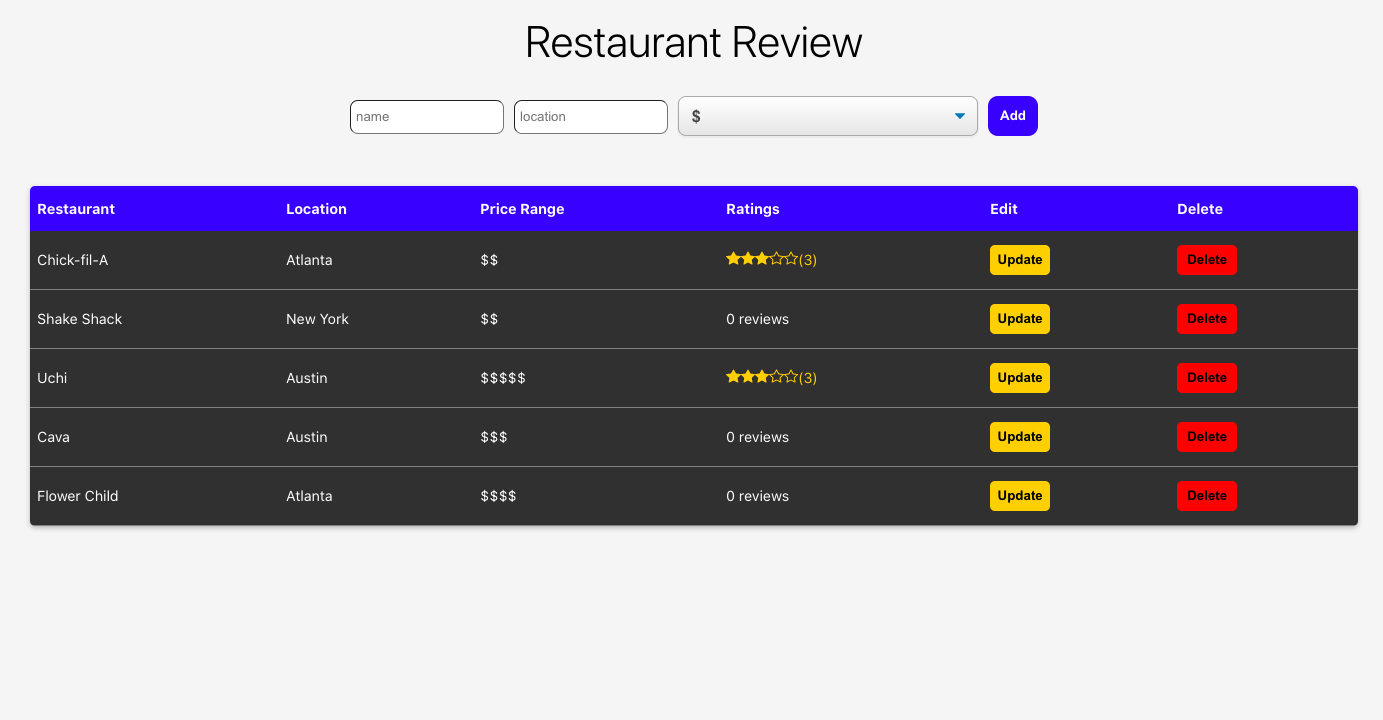 Restaurant Review
name location $ Add
Restaurant Location Price Range Ratings Edit Delete
Chick-fil-A Atlanta $$ (3) Update Delete
Shake Shack New York $$ 0 reviews Update Delete
Uchi Austin $$$$$ (3) Update Delete
Cava Austin $$$ 0 reviews Update Delete
Flower Child Atlanta $$$$ 0 reviews Update Delete